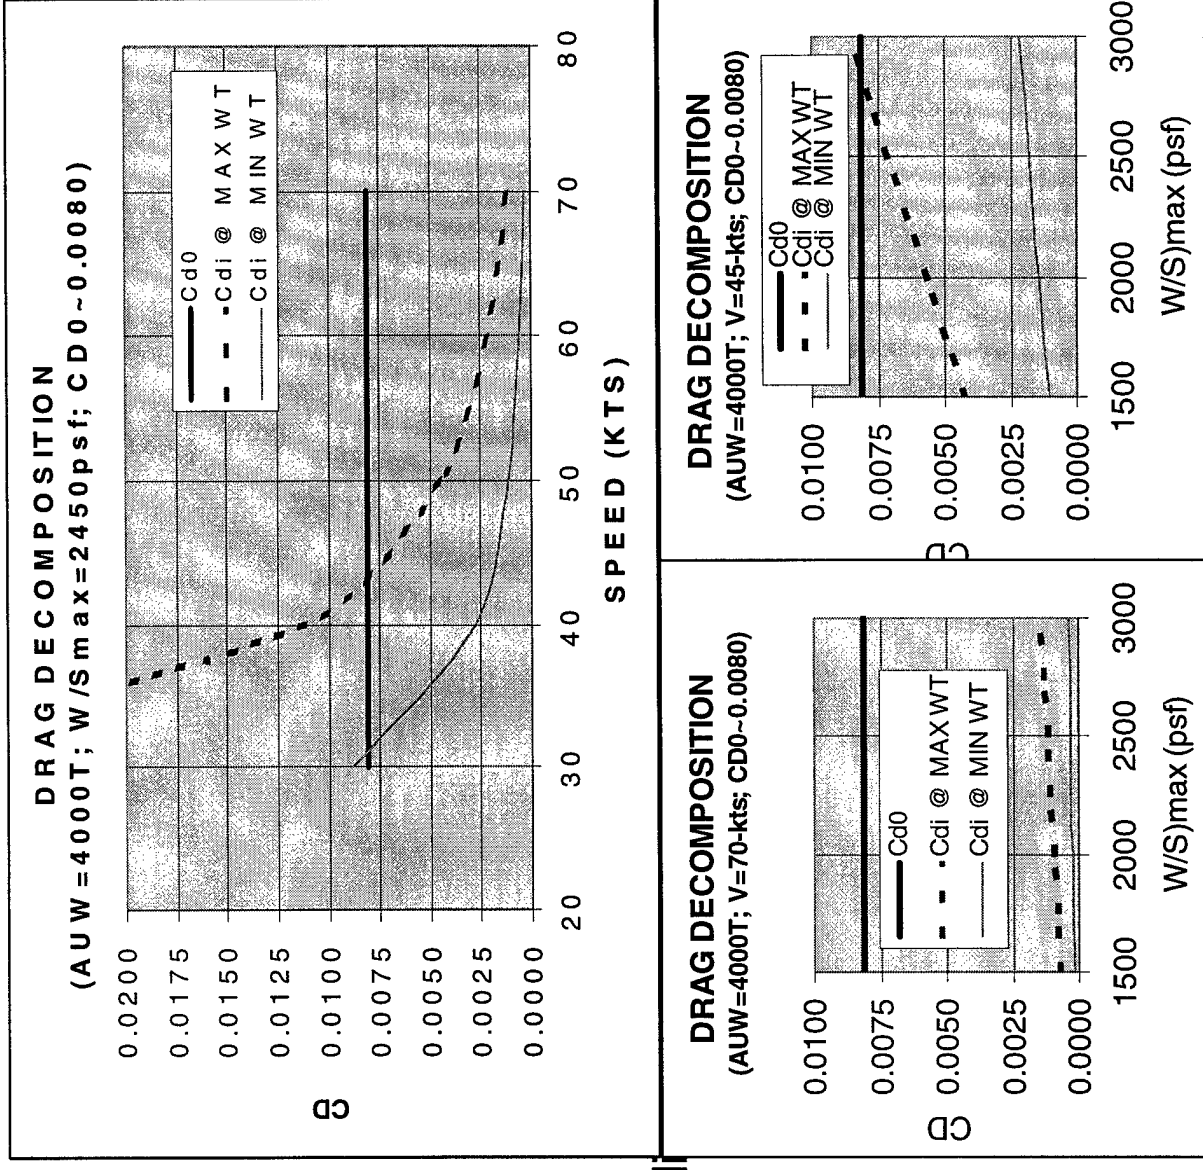 DRAG DECOMPOSITION
(AUW=4000T; W/Smax=2450psf; CD0~0.0080)
0.0200
0.0175
0.0150
0.0125
0.0100
0.0075
0.0050
0.0025
0.0000
CD
Cd0
Cdi @ MAX WT
Cdi @ MIN WT
20 30 40 50 60 70 80
SPEED (KTS)
DRAG DECOMPOSITION
(AUW=4000T; V=70-kts; CD0~0.0080)
0.0100
0.0075
0.0050
0.0025
0.0000
CD
Cd0
Cdi @ MAX WT
Cdi @ MIN WT
1500 2000 2500 3000
W/S)max (psf)
DRAG DECOMPOSITION
(AUW=4000T; V=45-kts; CD0~0.0080)
0.0100
0.0075
0.0050
0.0025
0.0000
CD
Cd0
Cdi @ MAX WT
Cdi @ MIN WT
1500 2000 2500 3000
W/S)max (psf)